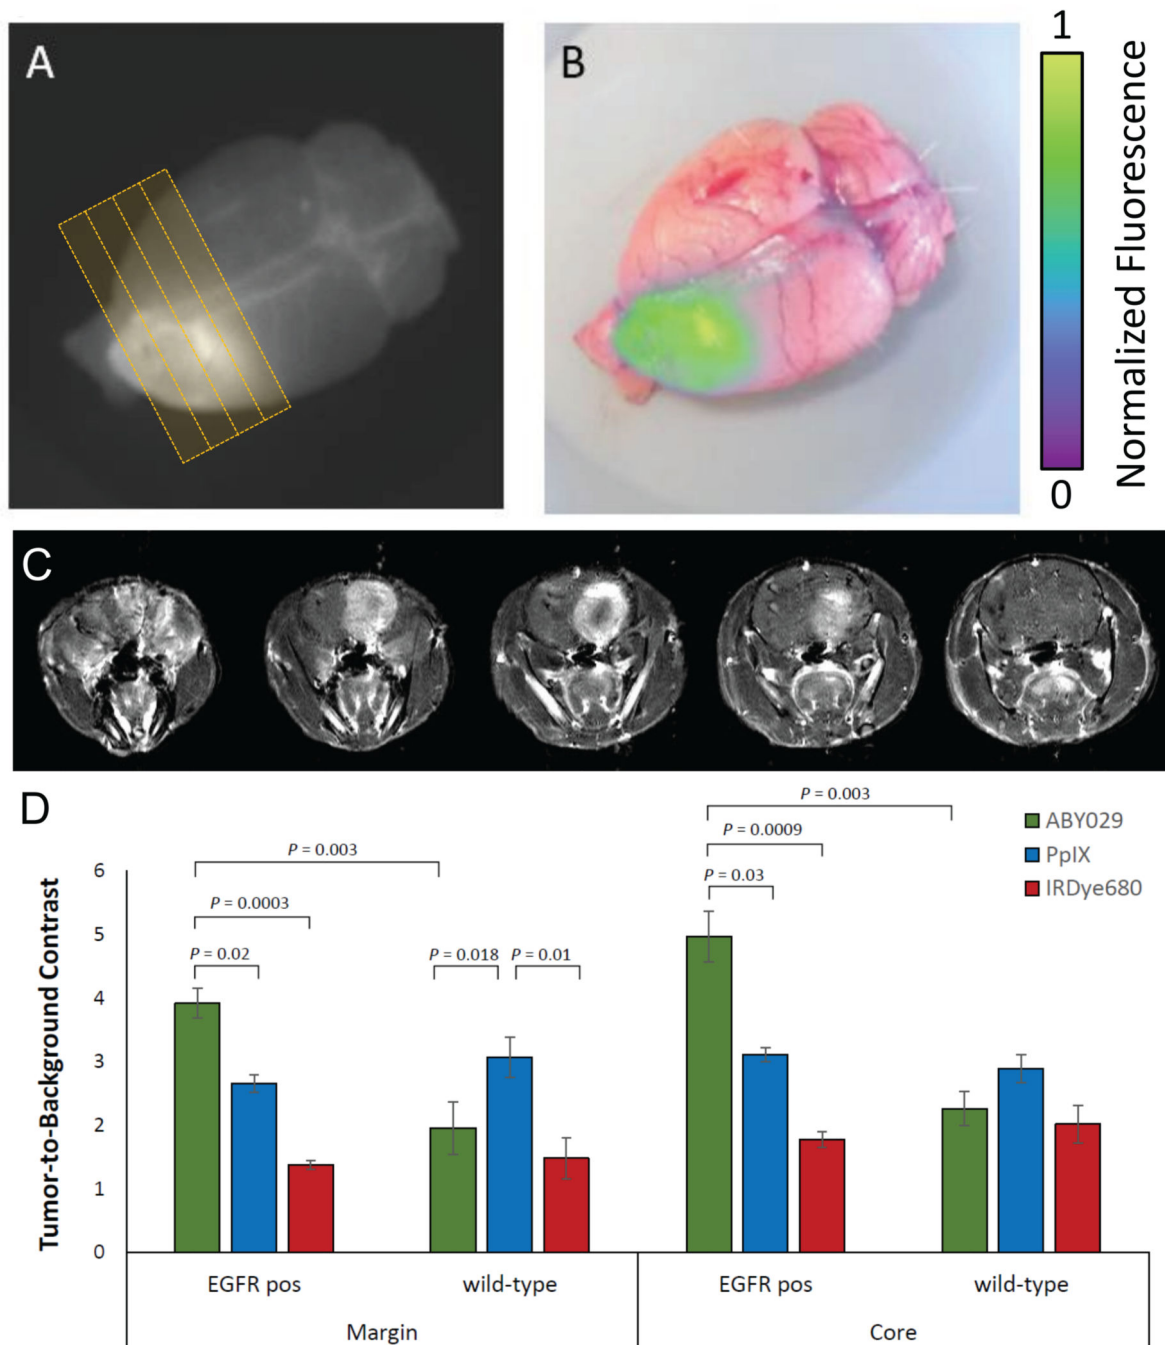 A
B
1
Normalized Fluorescence
0
C
D
P = 0.003
ABY029
P = 0.003
P = 0.0009
PpIX
P = 0.0003
P = 0.03
IRDye680
P = 0.02
P = 0.018
P = 0.01
Tumor-to-Background Contrast
6
5
4
3
2
1
0
EGFR pos
wild-type
EGFR pos
wild-type
Margin
Core